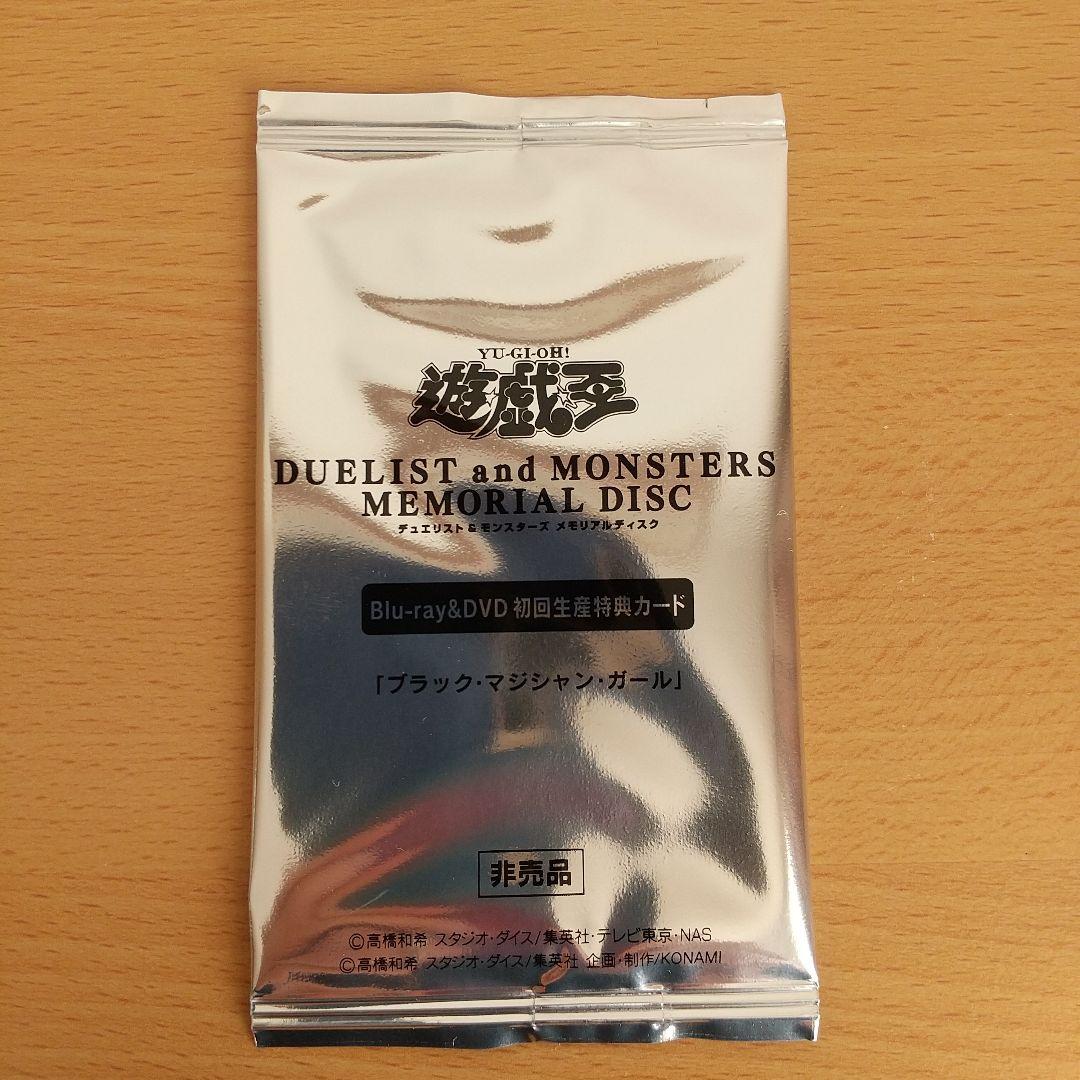 YU-GI-OH!
遊☆戯☆王
DUELIST and MONSTERS
MEMORIAL DISC
デュエリスト&モンスターズ メモリアルディスク
Blu-ray&DVD 初回生産特典カード
「ブラック・マジシャン・ガール」
非売品
©高橋和希 スタジオ・ダイス/集英社・テレビ東京・NAS
©高橋和希 スタジオ・ダイス/集英社 企画・制作/KONAMI